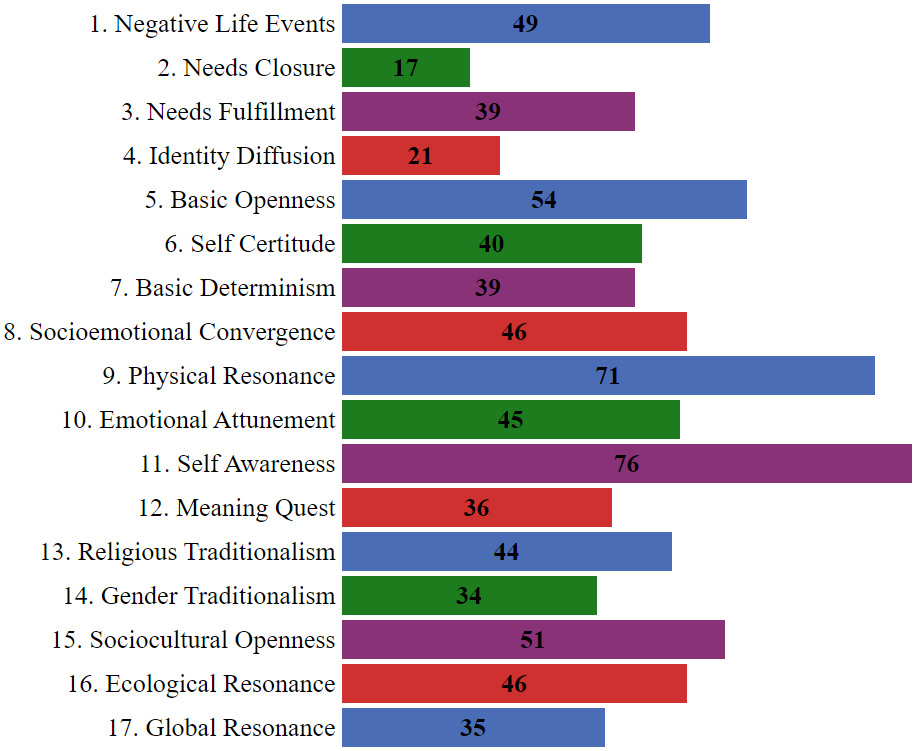 1. Negative Life Events 49
2. Needs Closure 17
3. Needs Fulfillment 39
4. Identity Diffusion 21
5. Basic Openness 54
6. Self Certitude 40
7. Basic Determinism 39
8. Socioemotional Convergence 46
9. Physical Resonance 71
10. Emotional Attunement 45
11. Self Awareness 76
12. Meaning Quest 36
13. Religious Traditionalism 44
14. Gender Traditionalism 34
15. Sociocultural Openness 51
16. Ecological Resonance 46
17. Global Resonance 35